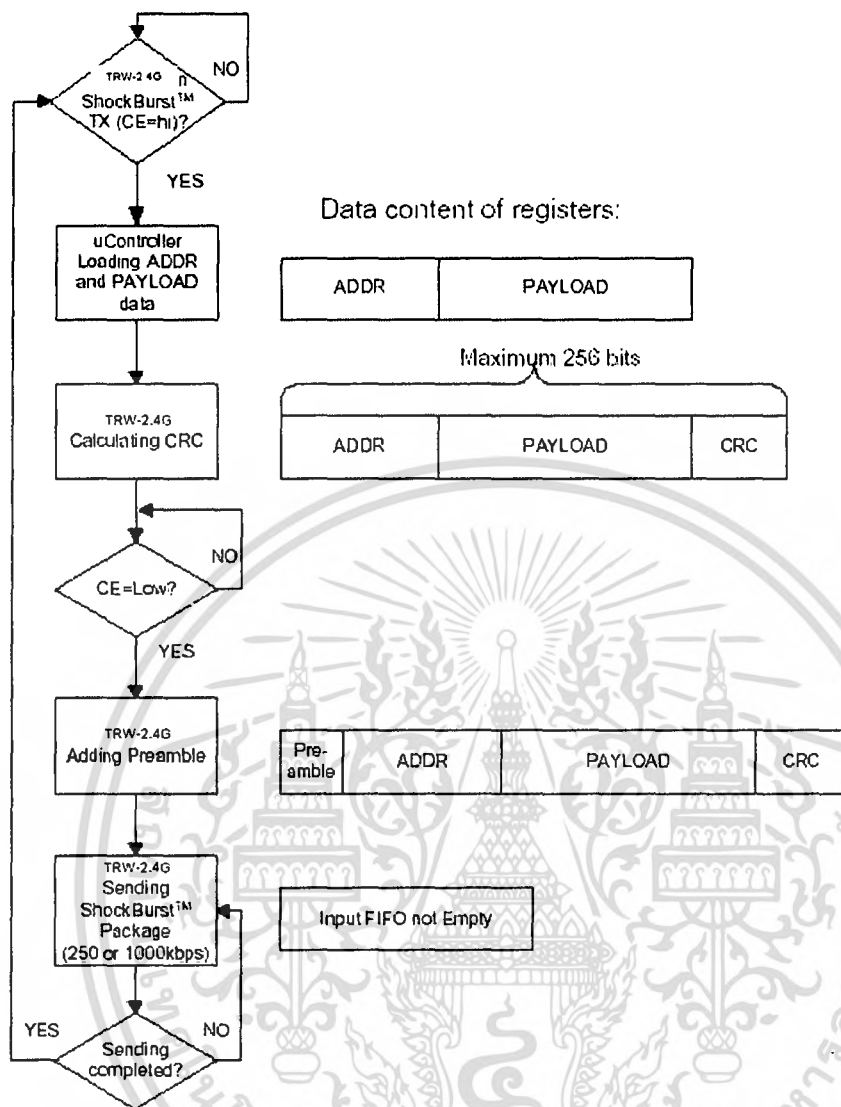 TRW-2.4G n
ShockBurst™
TX (CE=hi)?
NO
YES
Data content of registers:
uController
Loading ADDR
and PAYLOAD
data
ADDR PAYLOAD
Maximum 256 bits
TRW-2.4G
Calculating CRC
ADDR PAYLOAD CRC
NO
CE=Low?
YES
TRW-2.4G
Adding Preamble
Pre-
amble ADDR PAYLOAD CRC
TRW-2.4G
Sending
ShockBurst™
Package
(250 or 1000kbps)
Input FIFO not Empty
YES NO
Sending
completed?